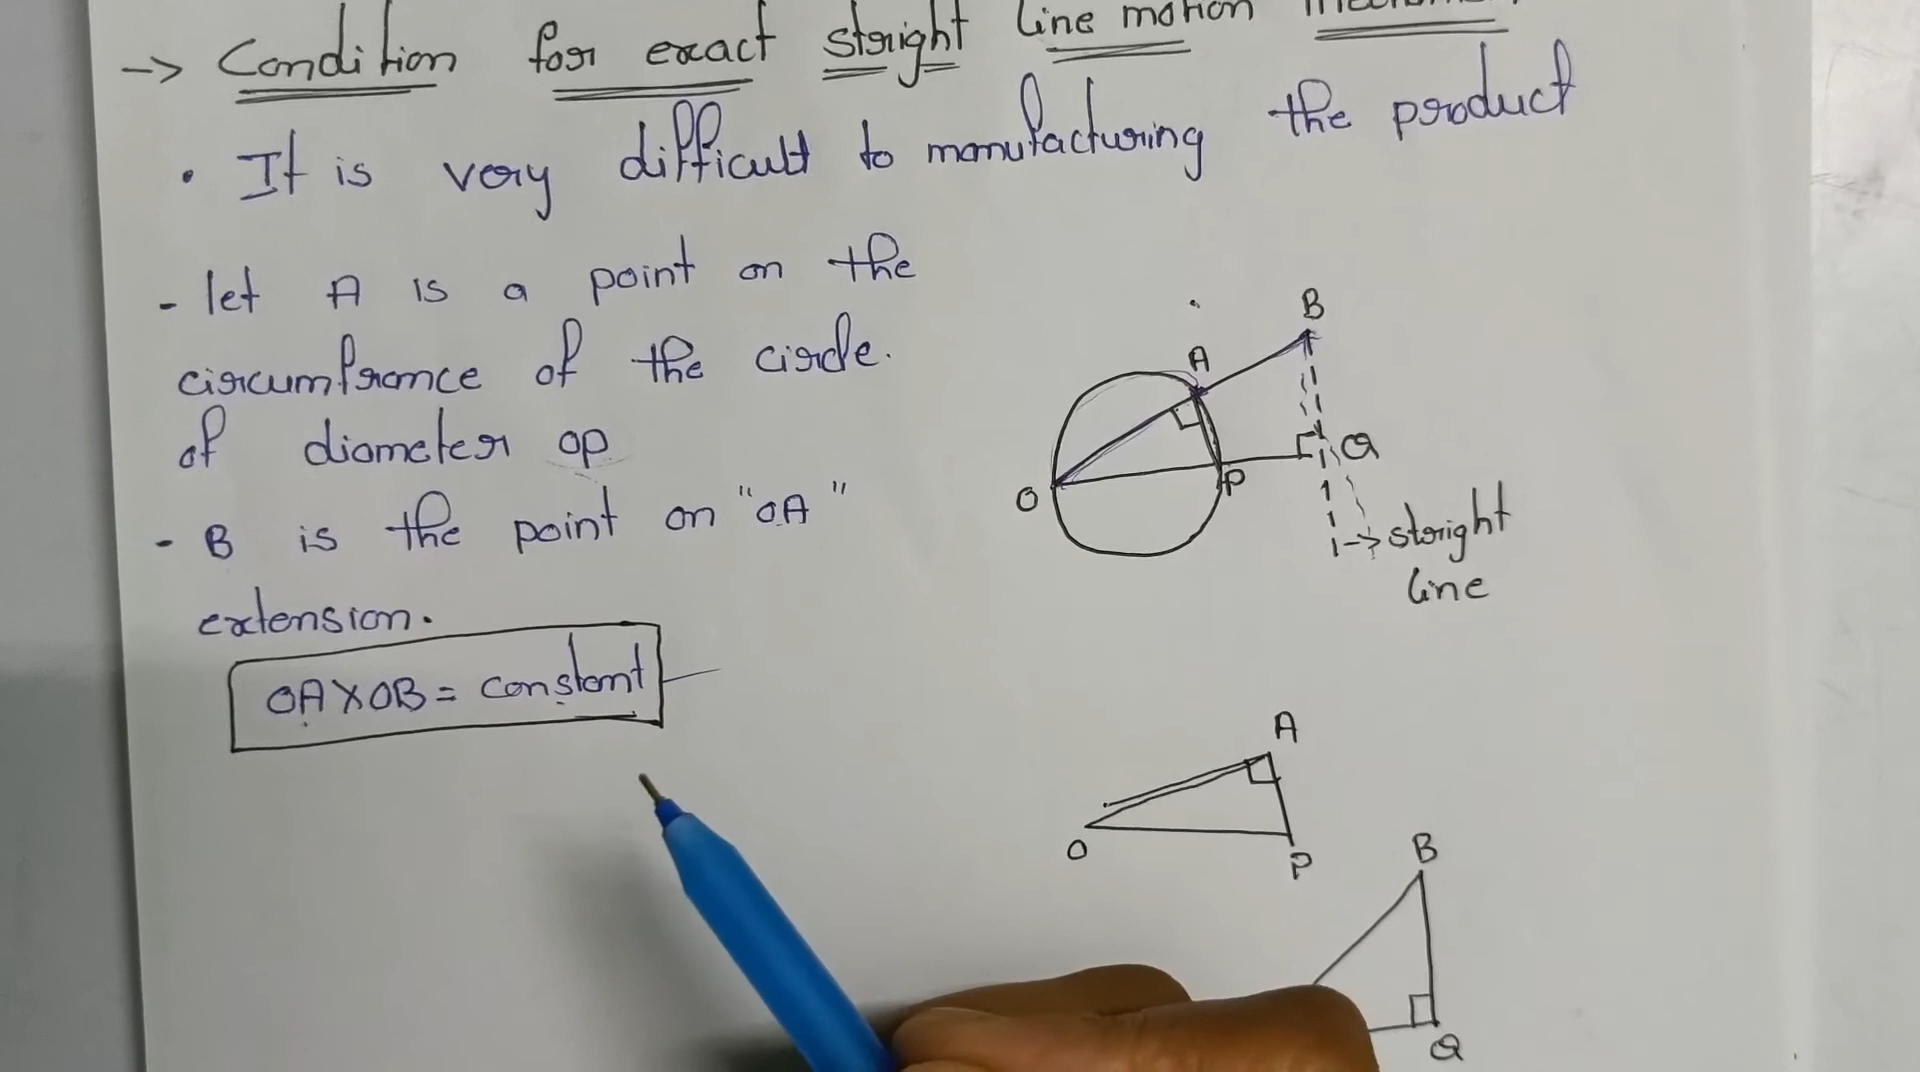 -> Condition for exact straight line motion
• It is very difficult to manufacturing the product
- let A is a point on the
circumfrance of the circle.
of diameter op
- B is the point on "OA"
extension.
OA X OB = constant
B
A
Q
O
P
-> straight
line
A
O
P
B
Q